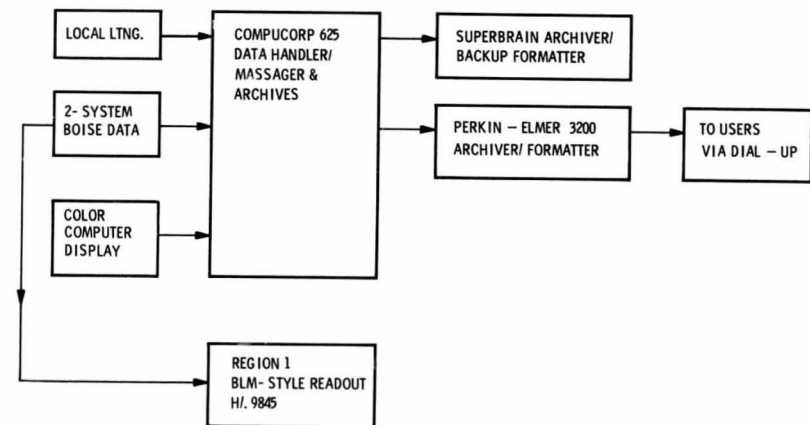 LOCAL LTNG.
COMPUCORP 625
DATA HANDLER/
MASSAGER &
ARCHIVES
SUPERBRAIN ARCHIVER/
BACKUP FORMATTER
2- SYSTEM
BOISE DATA
PERKIN – ELMER 3200
ARCHIVER/ FORMATTER
TO USERS
VIA DIAL – UP
COLOR
COMPUTER
DISPLAY
REGION 1
BLM- STYLE READOUT
H/. 9845